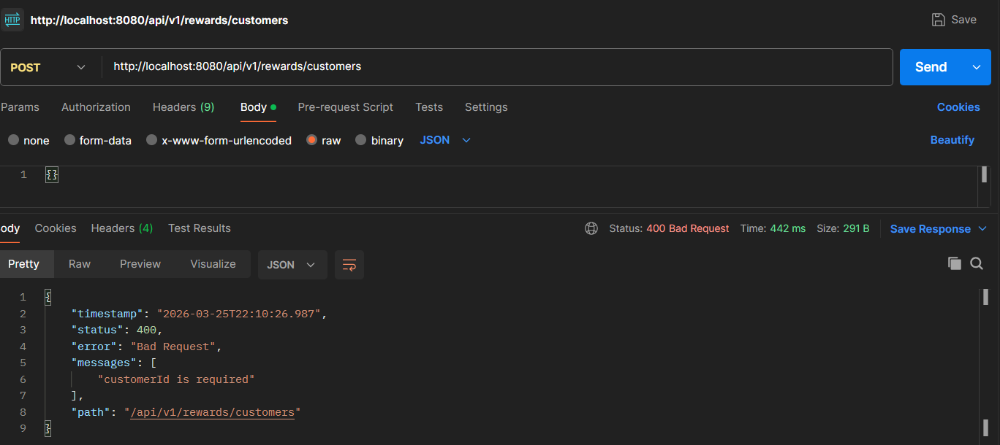 HTTP http://localhost:8080/api/v1/rewards/customers Save
POST http://localhost:8080/api/v1/rewards/customers Send
Params Authorization Headers (9) Body Pre-request Script Tests Settings Cookies
none form-data x-www-form-urlencoded raw binary JSON Beautify
1 {}
ody Cookies Headers (4) Test Results Status: 400 Bad Request Time: 442 ms Size: 291 B Save Response
Pretty Raw Preview Visualize JSON
1 {
2 "timestamp": "2026-03-25T22:10:26.987",
3 "status": 400,
4 "error": "Bad Request",
5 "messages": [
6 "customerId is required"
7 ],
8 "path": "/api/v1/rewards/customers"
9 }